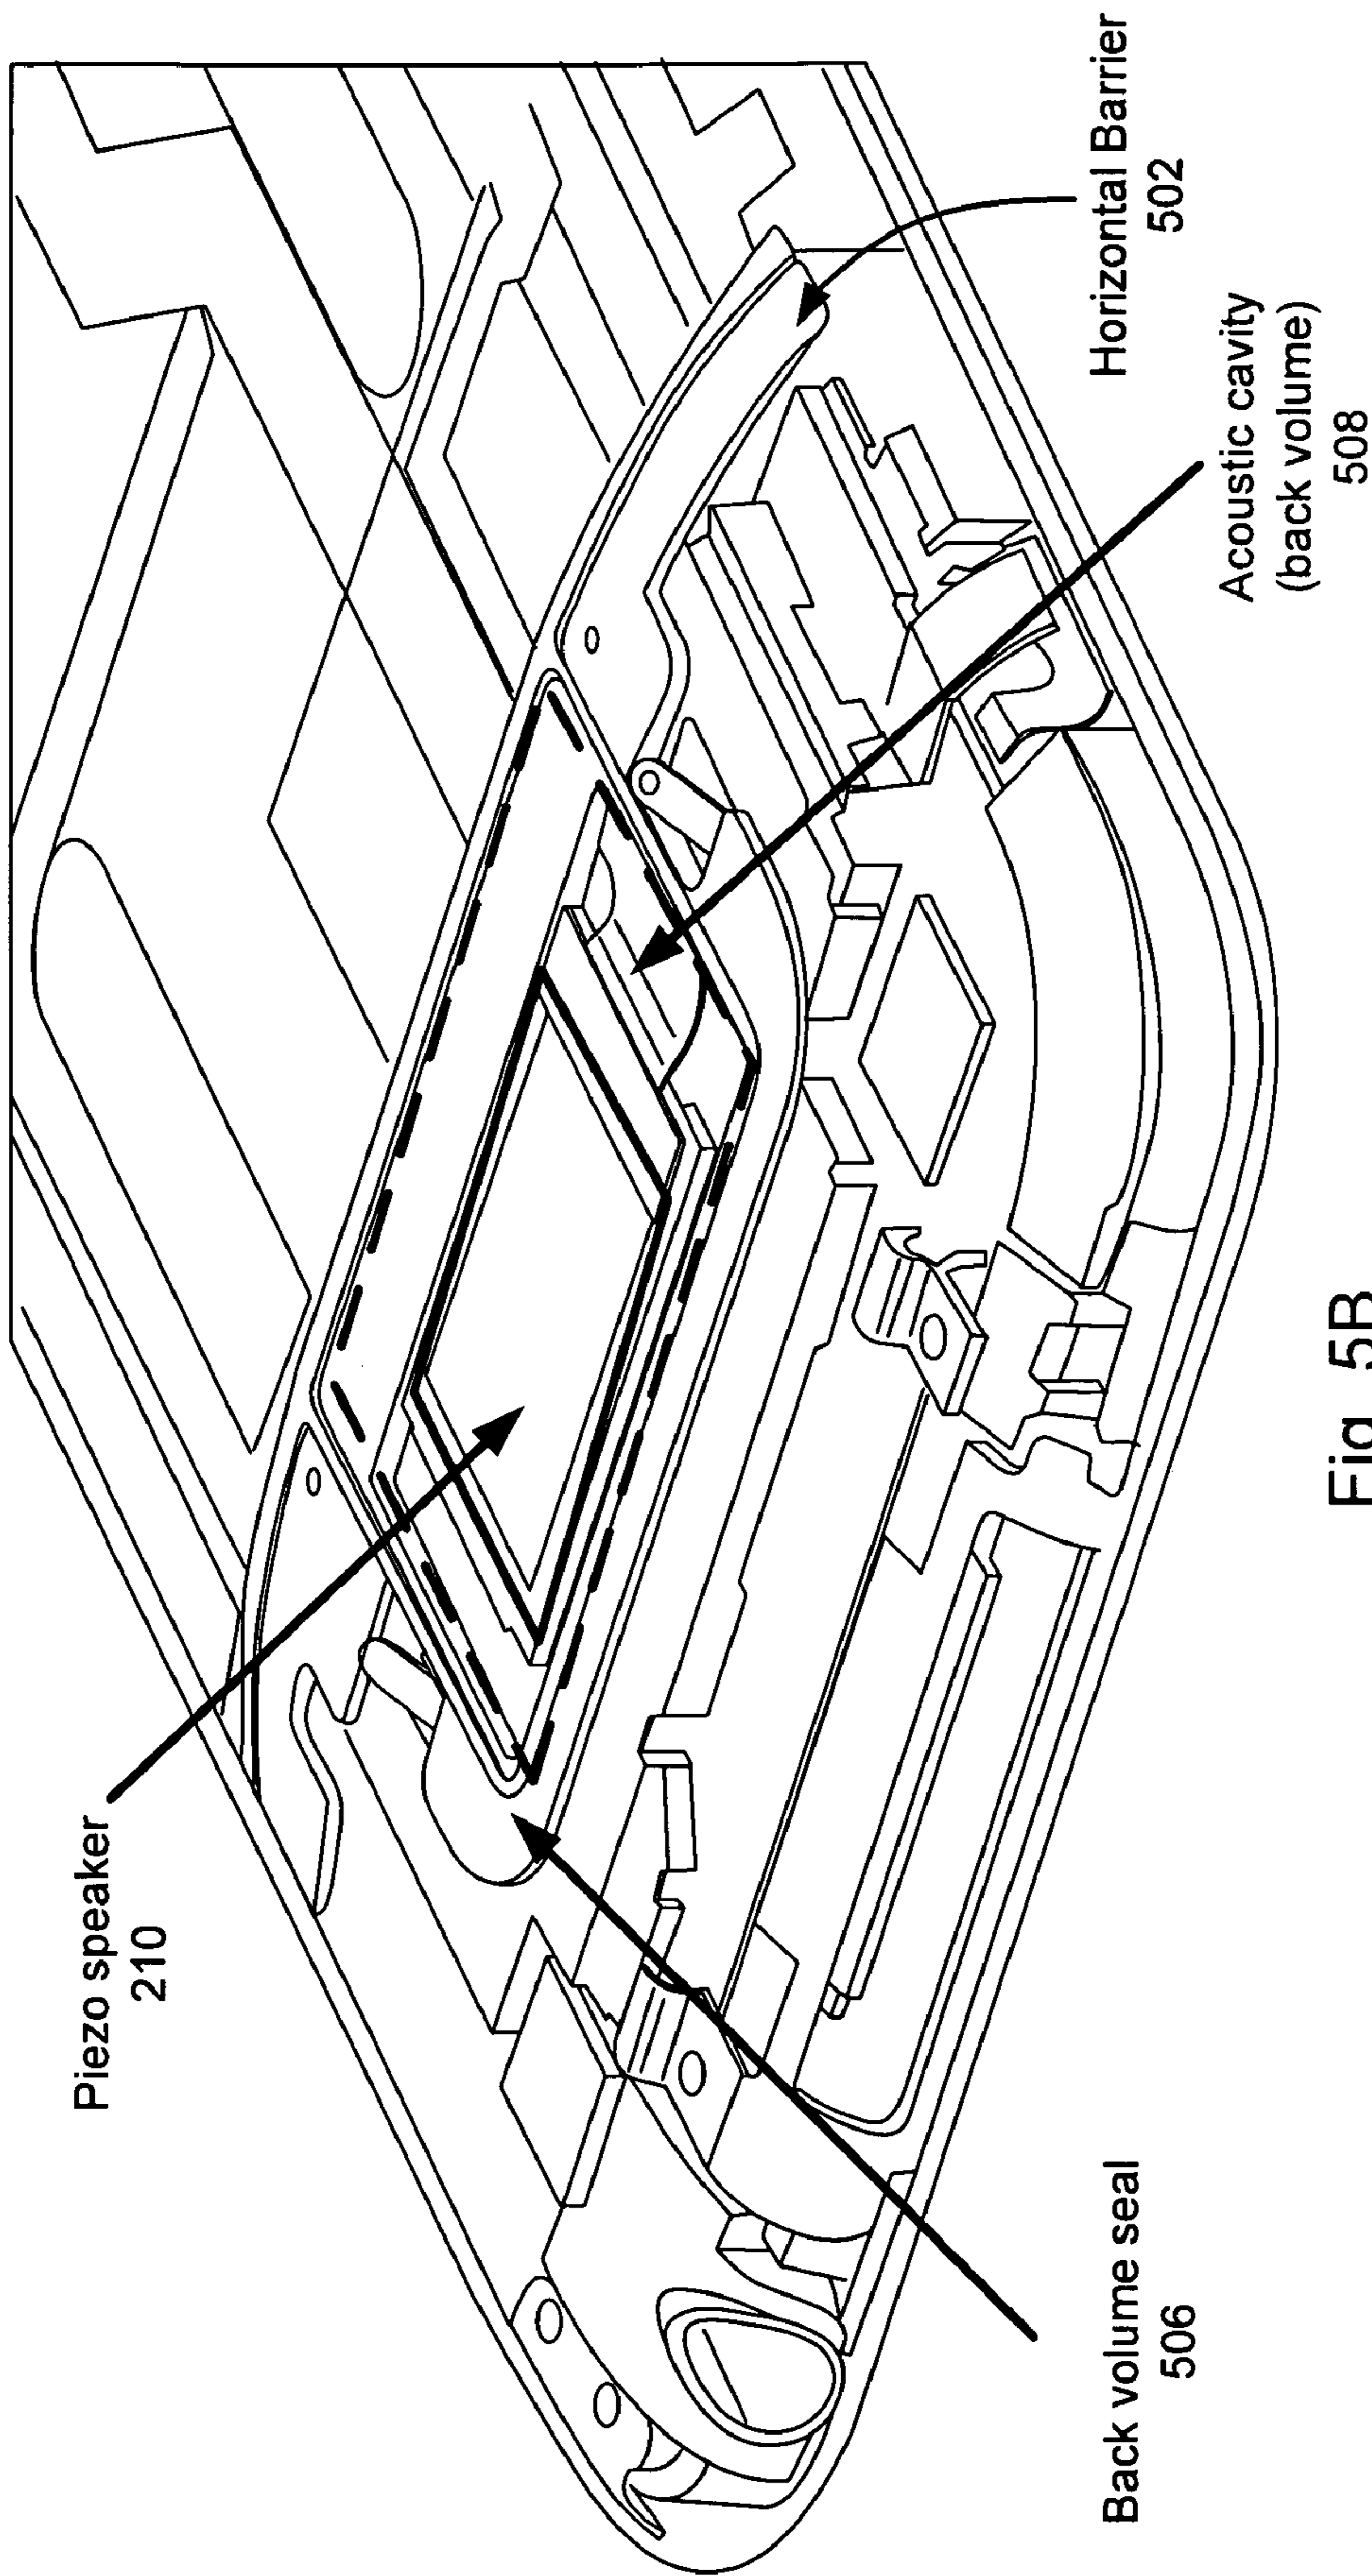 Piezo speaker
210
Back volume seal
506
Horizontal Barrier
502
Acoustic cavity
(back volume)
508
Fig. 5B